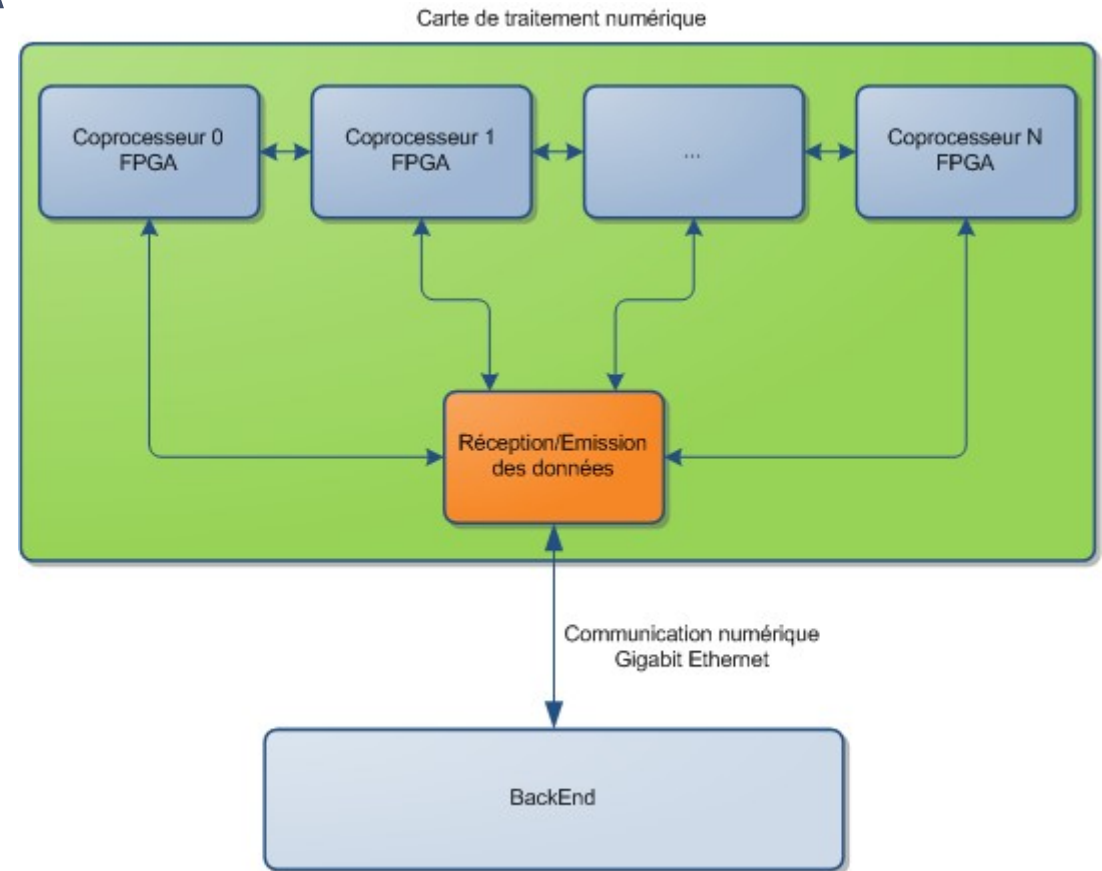 Carte de traitement numérique
Coprocesseur 0
FPGA
Coprocesseur 1
FPGA
...
Coprocesseur N
FPGA
Réception/Emission
des données
Communication numérique
Gigabit Ethernet
BackEnd